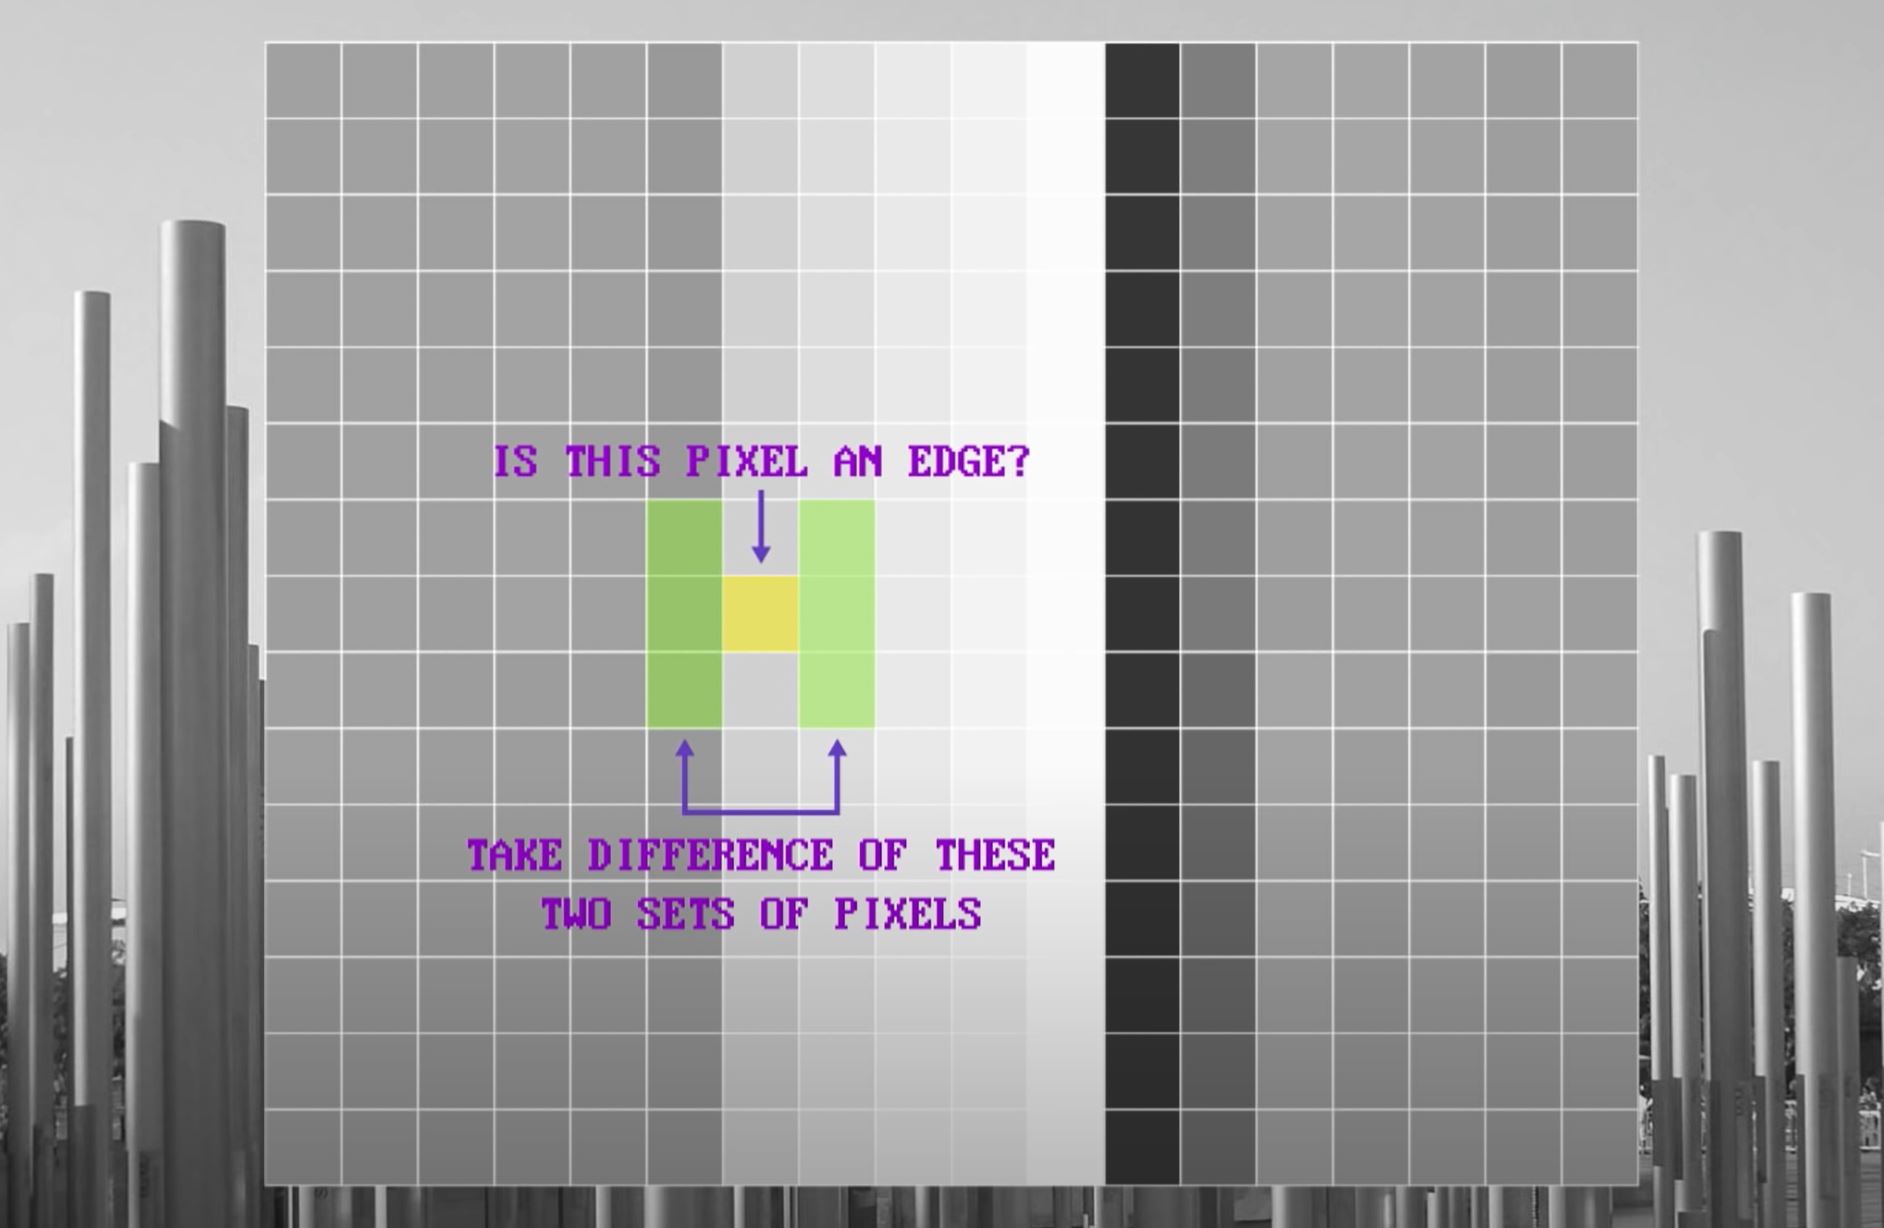 IS THIS PIXEL AN EDGE?
TAKE DIFFERENCE OF THESE
TWO SETS OF PIXELS